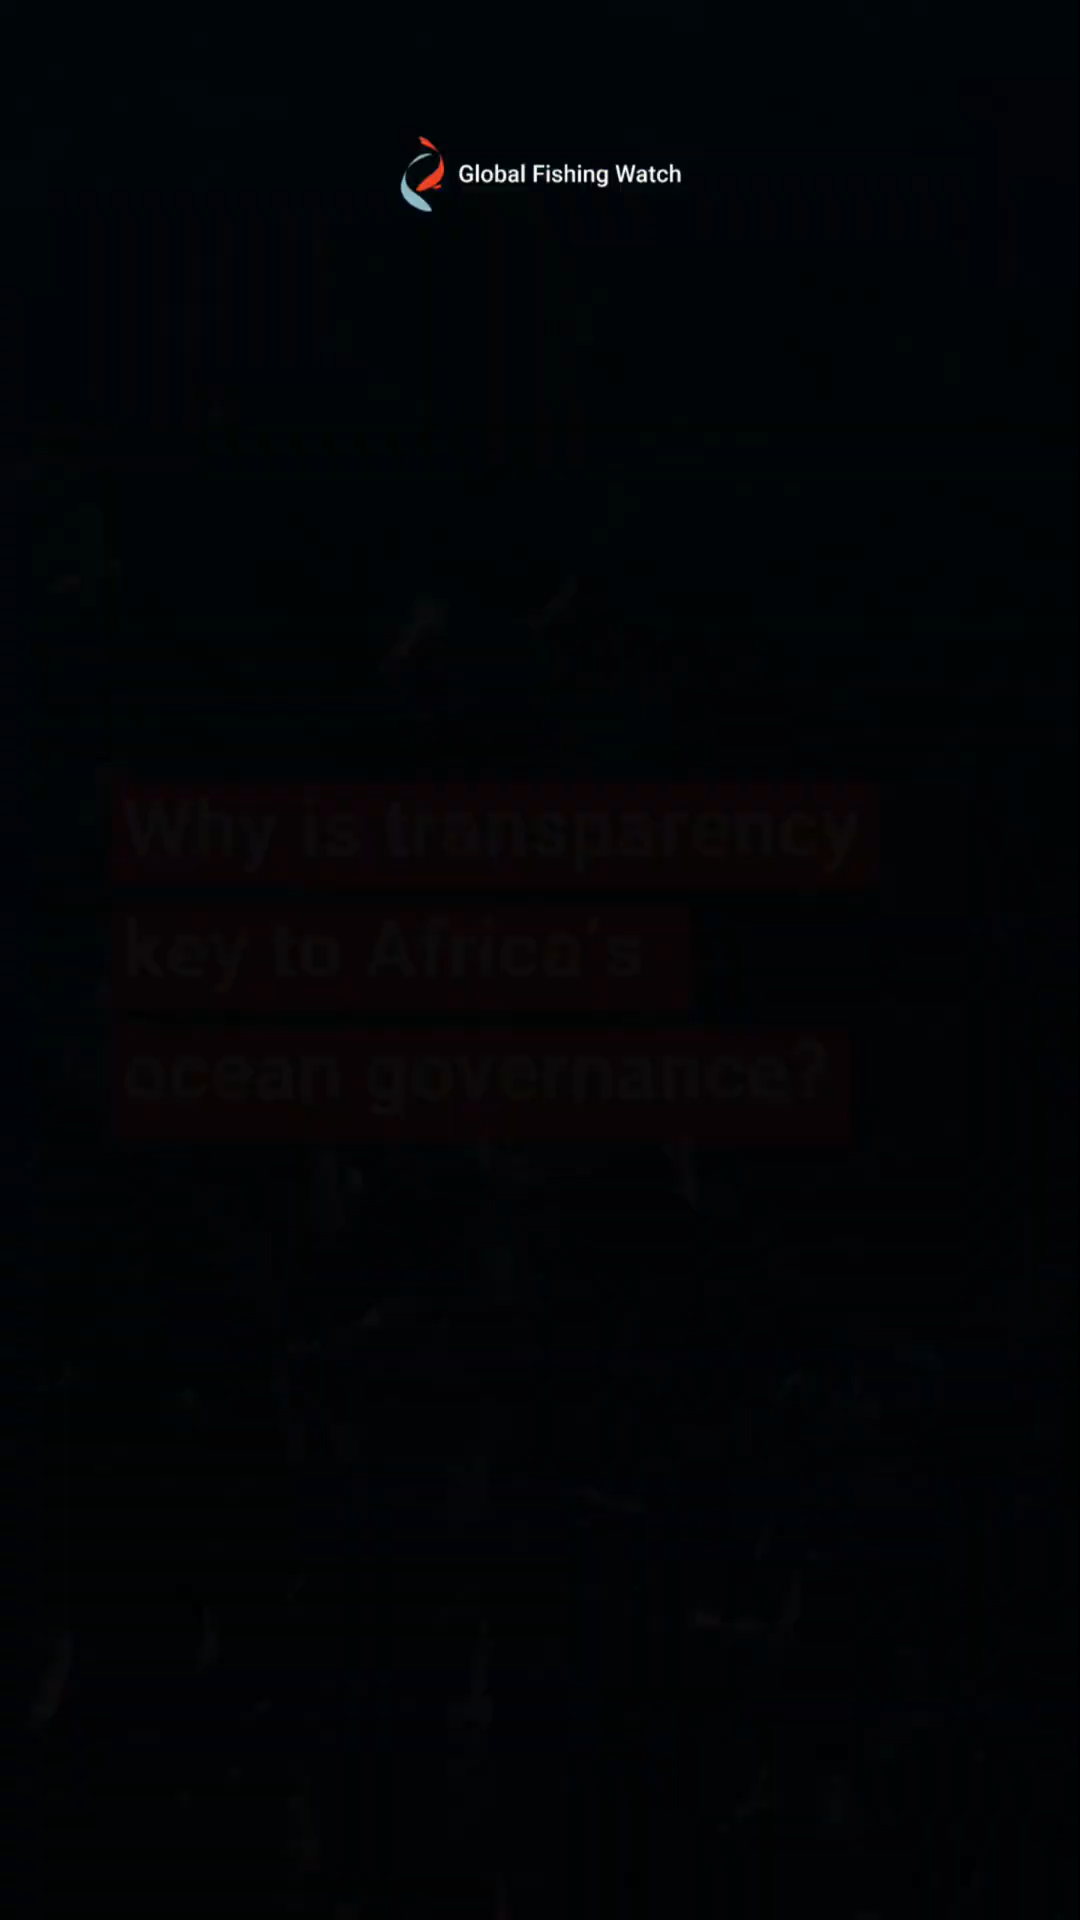 Global Fishing Watch
Why is transparency
key to Africa's
ocean governance?